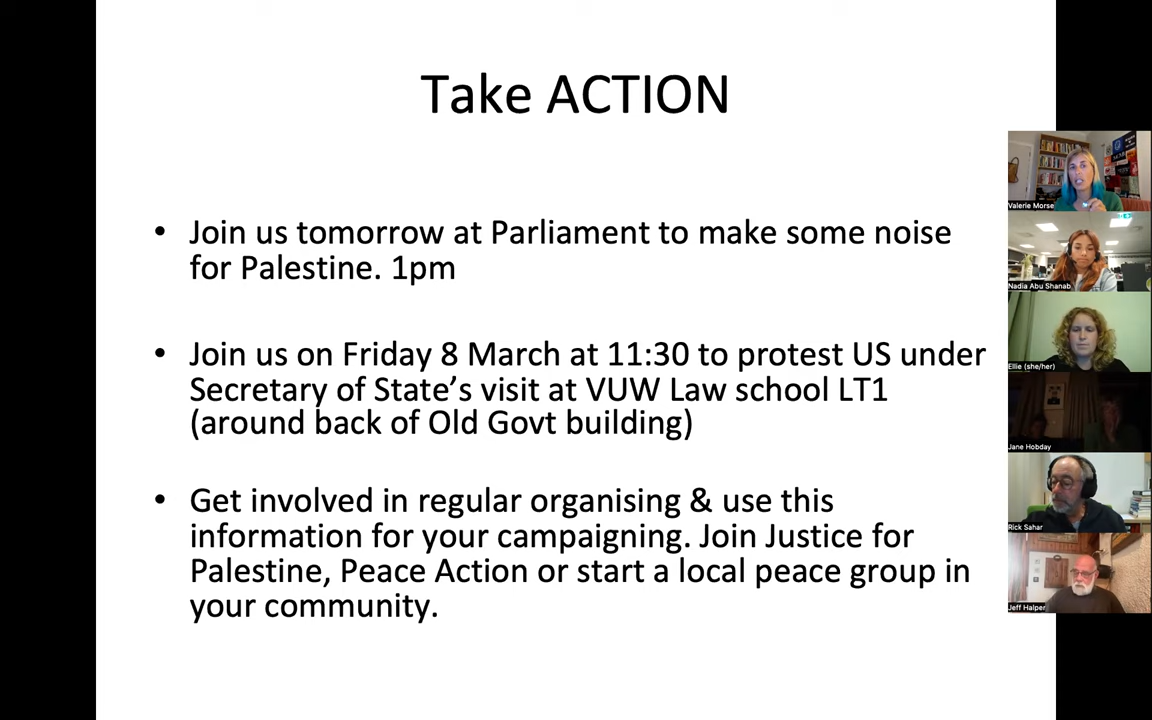 Take ACTION
• Join us tomorrow at Parliament to make some noise
for Palestine. 1pm
• Join us on Friday 8 March at 11:30 to protest US under
Secretary of State’s visit at VUW Law school LT1
(around back of Old Govt building)
• Get involved in regular organising & use this
information for your campaigning. Join Justice for
Palestine, Peace Action or start a local peace group in
your community.
Valerie Morse
Nadia Abu Shanab
Ellie (she/her)
Jane Hobday
Rick Sahar
Jeff Halper